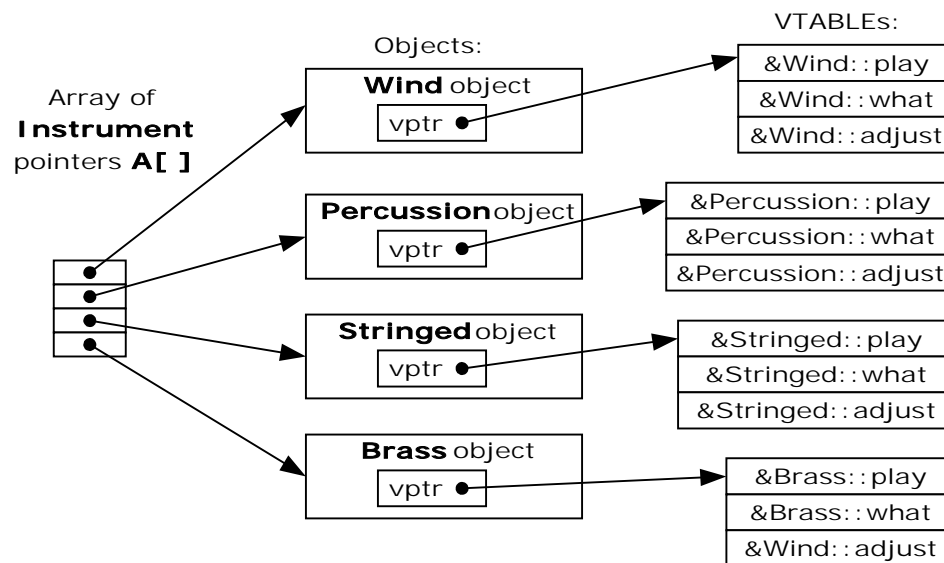 Array of
Instrument
pointers A[ ]
Objects:
Wind object
vptr
Percussion object
vptr
Stringed object
vptr
Brass object
vptr
VTABLEs:
&Wind::play
&Wind::what
&Wind::adjust
&Percussion::play
&Percussion::what
&Percussion::adjust
&Stringed::play
&Stringed::what
&Stringed::adjust
&Brass::play
&Brass::what
&Wind::adjust